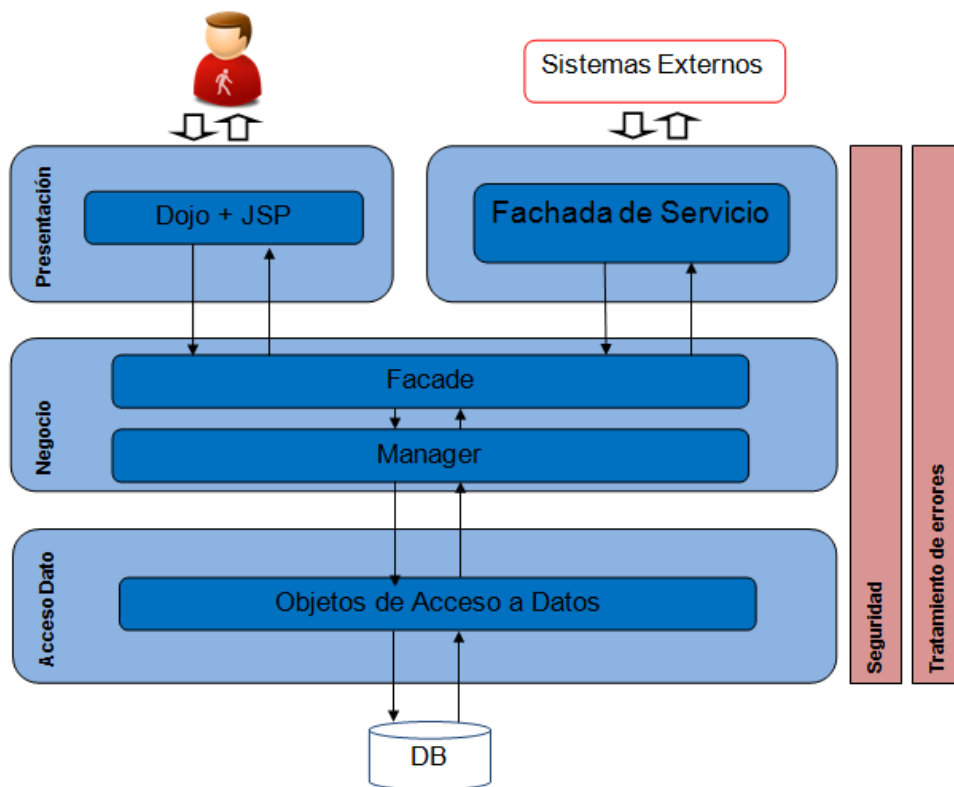 Sistemas Externos
Presentación
Dojo + JSP
Fachada de Servicio
Negocio
Facade
Manager
Acceso Dato
Objetos de Acceso a Datos
DB
Seguridad
Tratamiento de errores